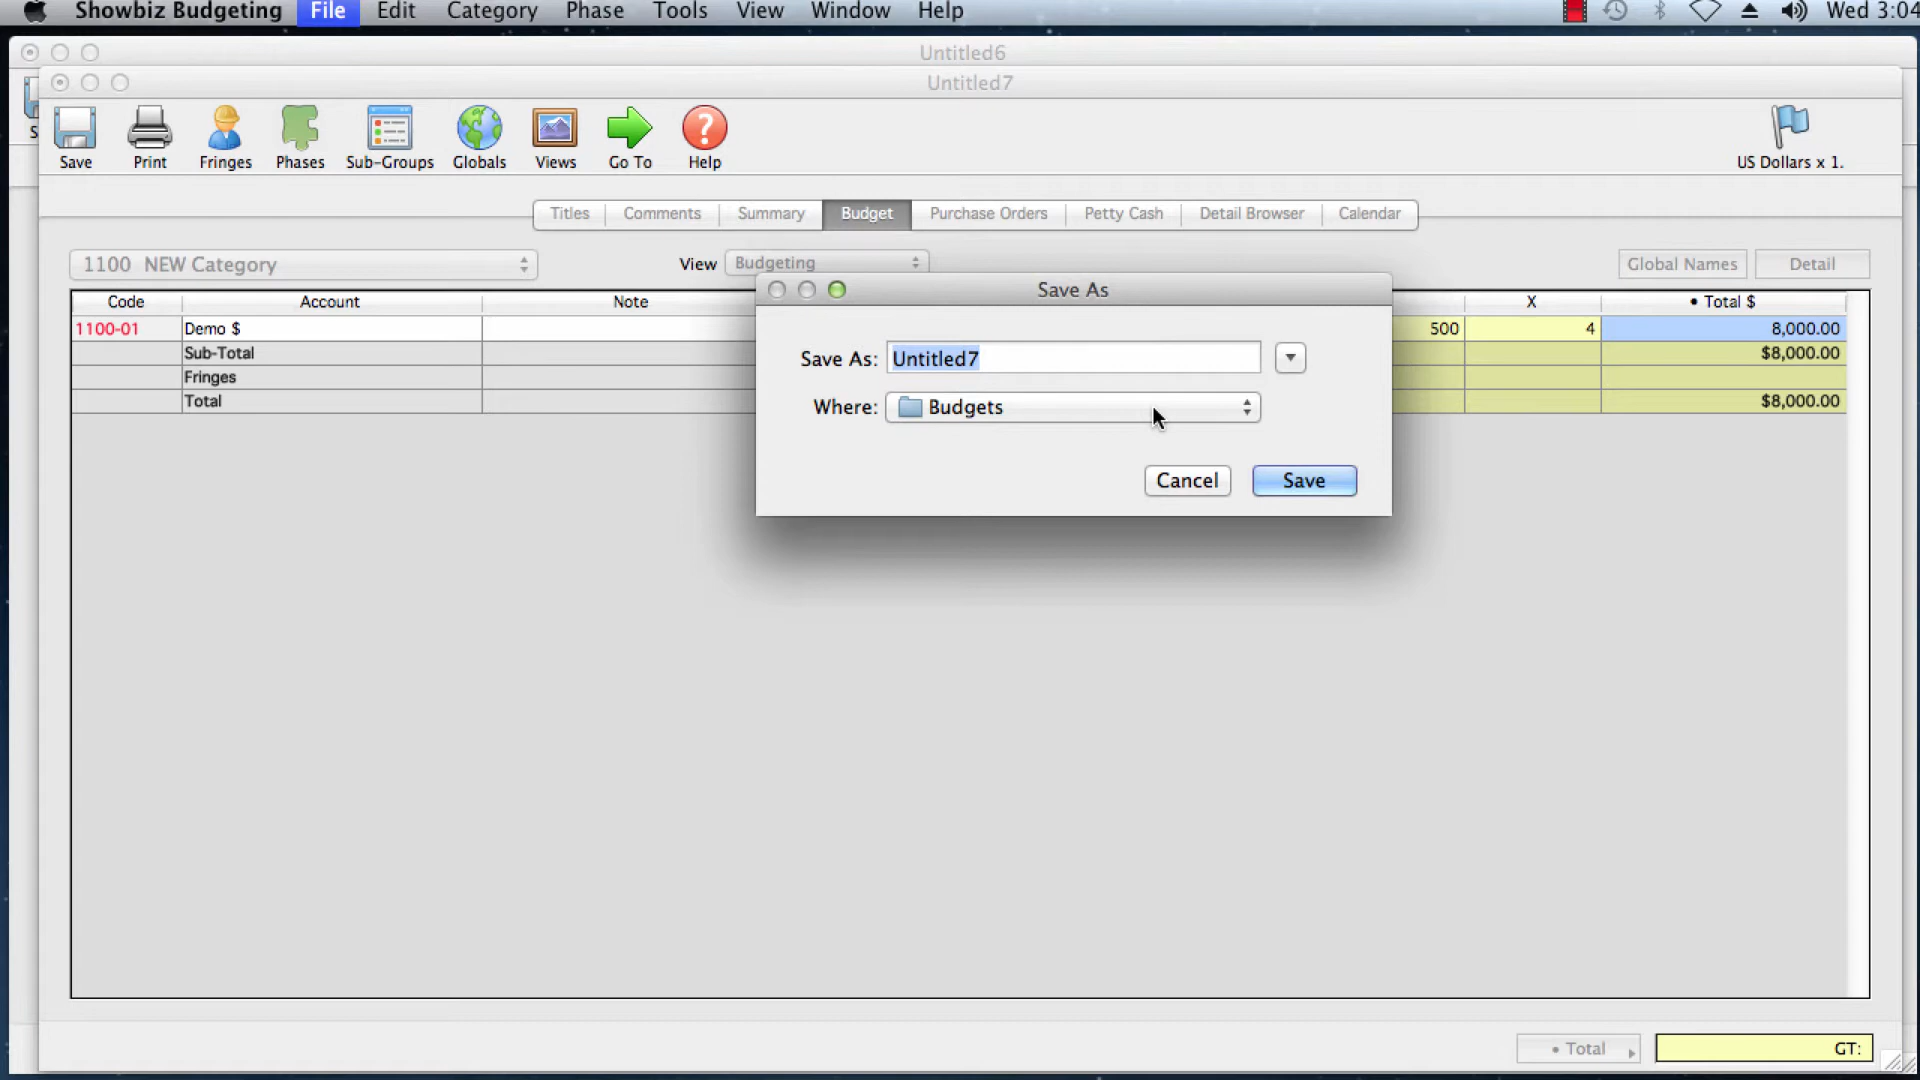 Showbiz Budgeting File Edit Category Phase Tools View Window Help Wed 3:04
Untitled6
Untitled7
Save Print Fringes Phases Sub-Groups Globals Views Go To Help US Dollars x 1.
Titles Comments Summary Budget Purchase Orders Petty Cash Detail Browser Calendar
1100 NEW Category View Budgeting Global Names Detail
Save As
Code Account Note X • Total $
1100-01 Demo $ 500 4 8,000.00
Sub-Total $8,000.00
Fringes
Total $8,000.00
Save As: Untitled7
Where: Budgets
Cancel Save
• Total GT: